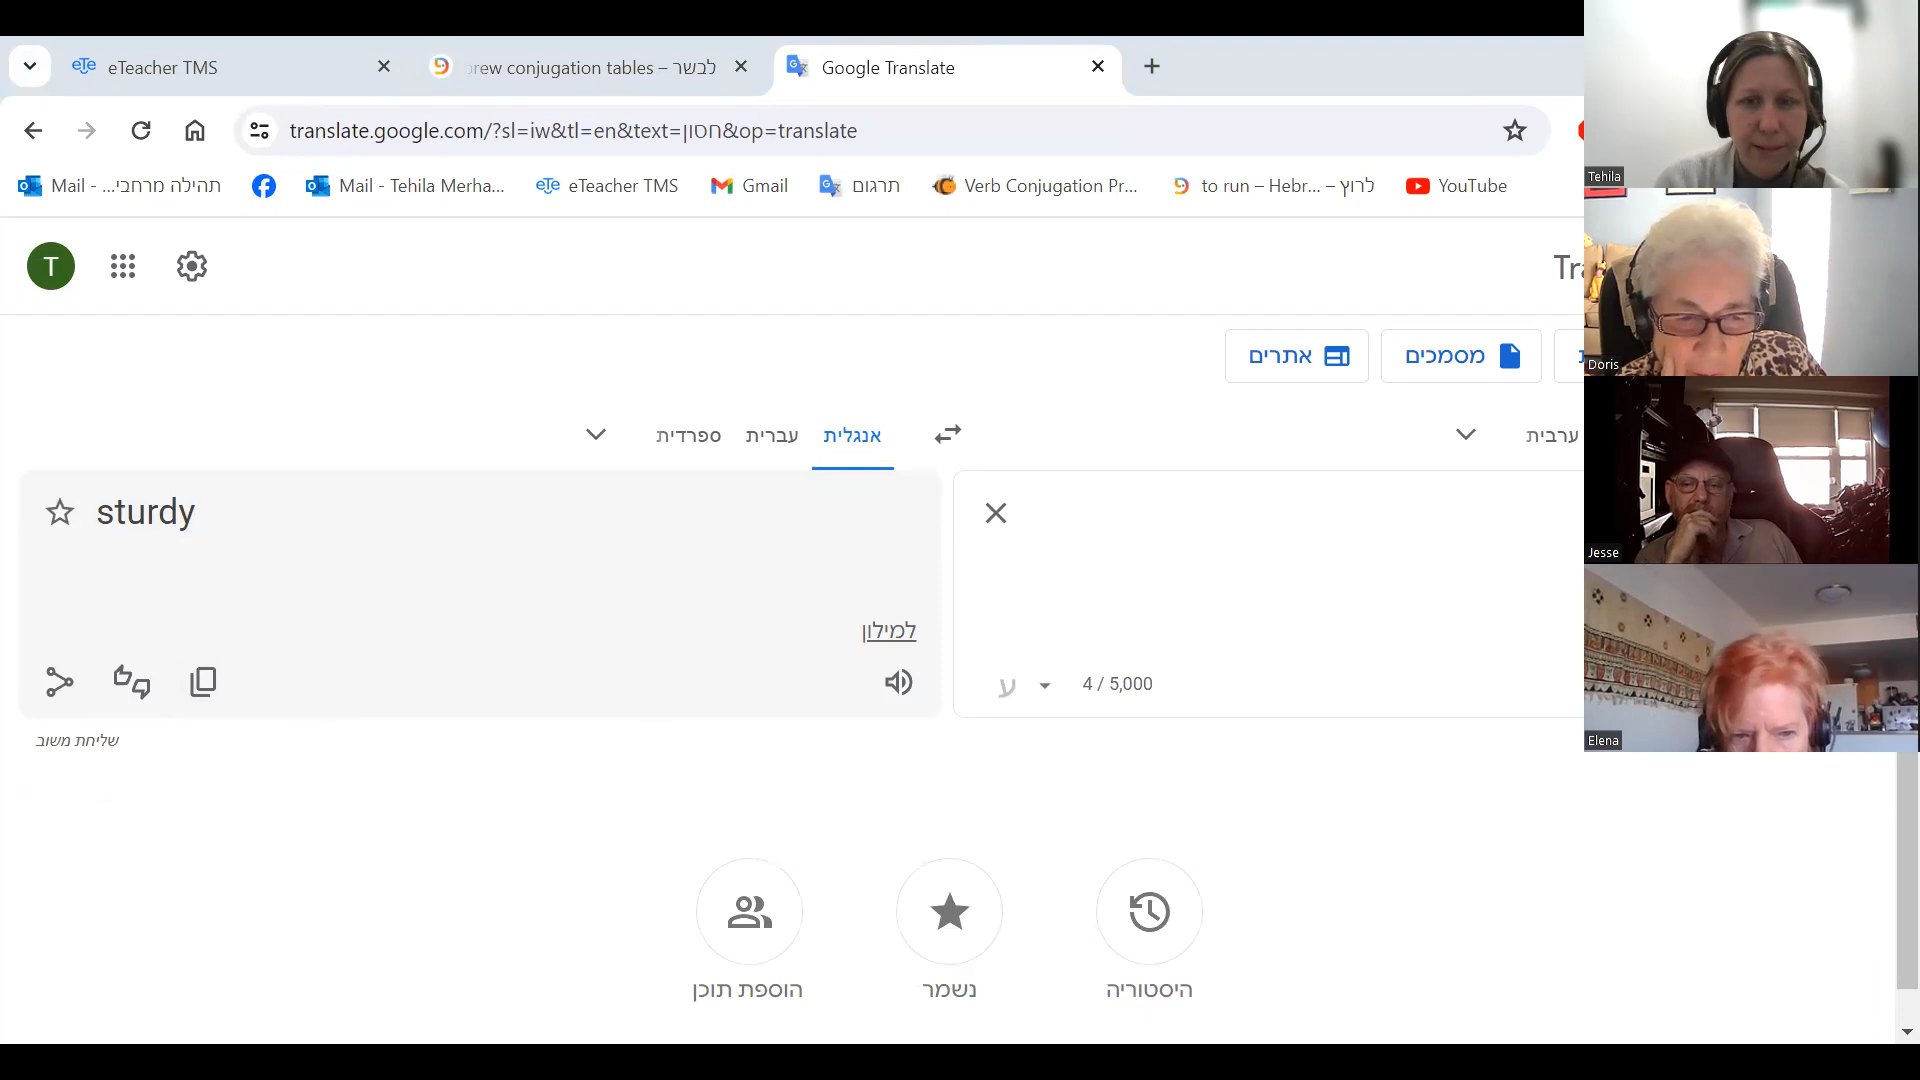 eTeacher TMS
rew conjugation tables – לבשר
Google Translate
translate.google.com/?sl=iw&tl=en&text=חסון&op=translate
Mail - ...תהילה מרחבי
Mail - Tehila Merha...
eTeacher TMS
Gmail
תרגום
Verb Conjugation Pr...
to run – Hebr... – לרוץ
YouTube
T
אתרים
מסמכים
ספרדית
עברית
אנגלית
ערבית
sturdy
למילון
ע
4 / 5,000
שליחת משוב
הוספת תוכן
נשמר
היסטוריה
Tehila
Doris
Jesse
Elena